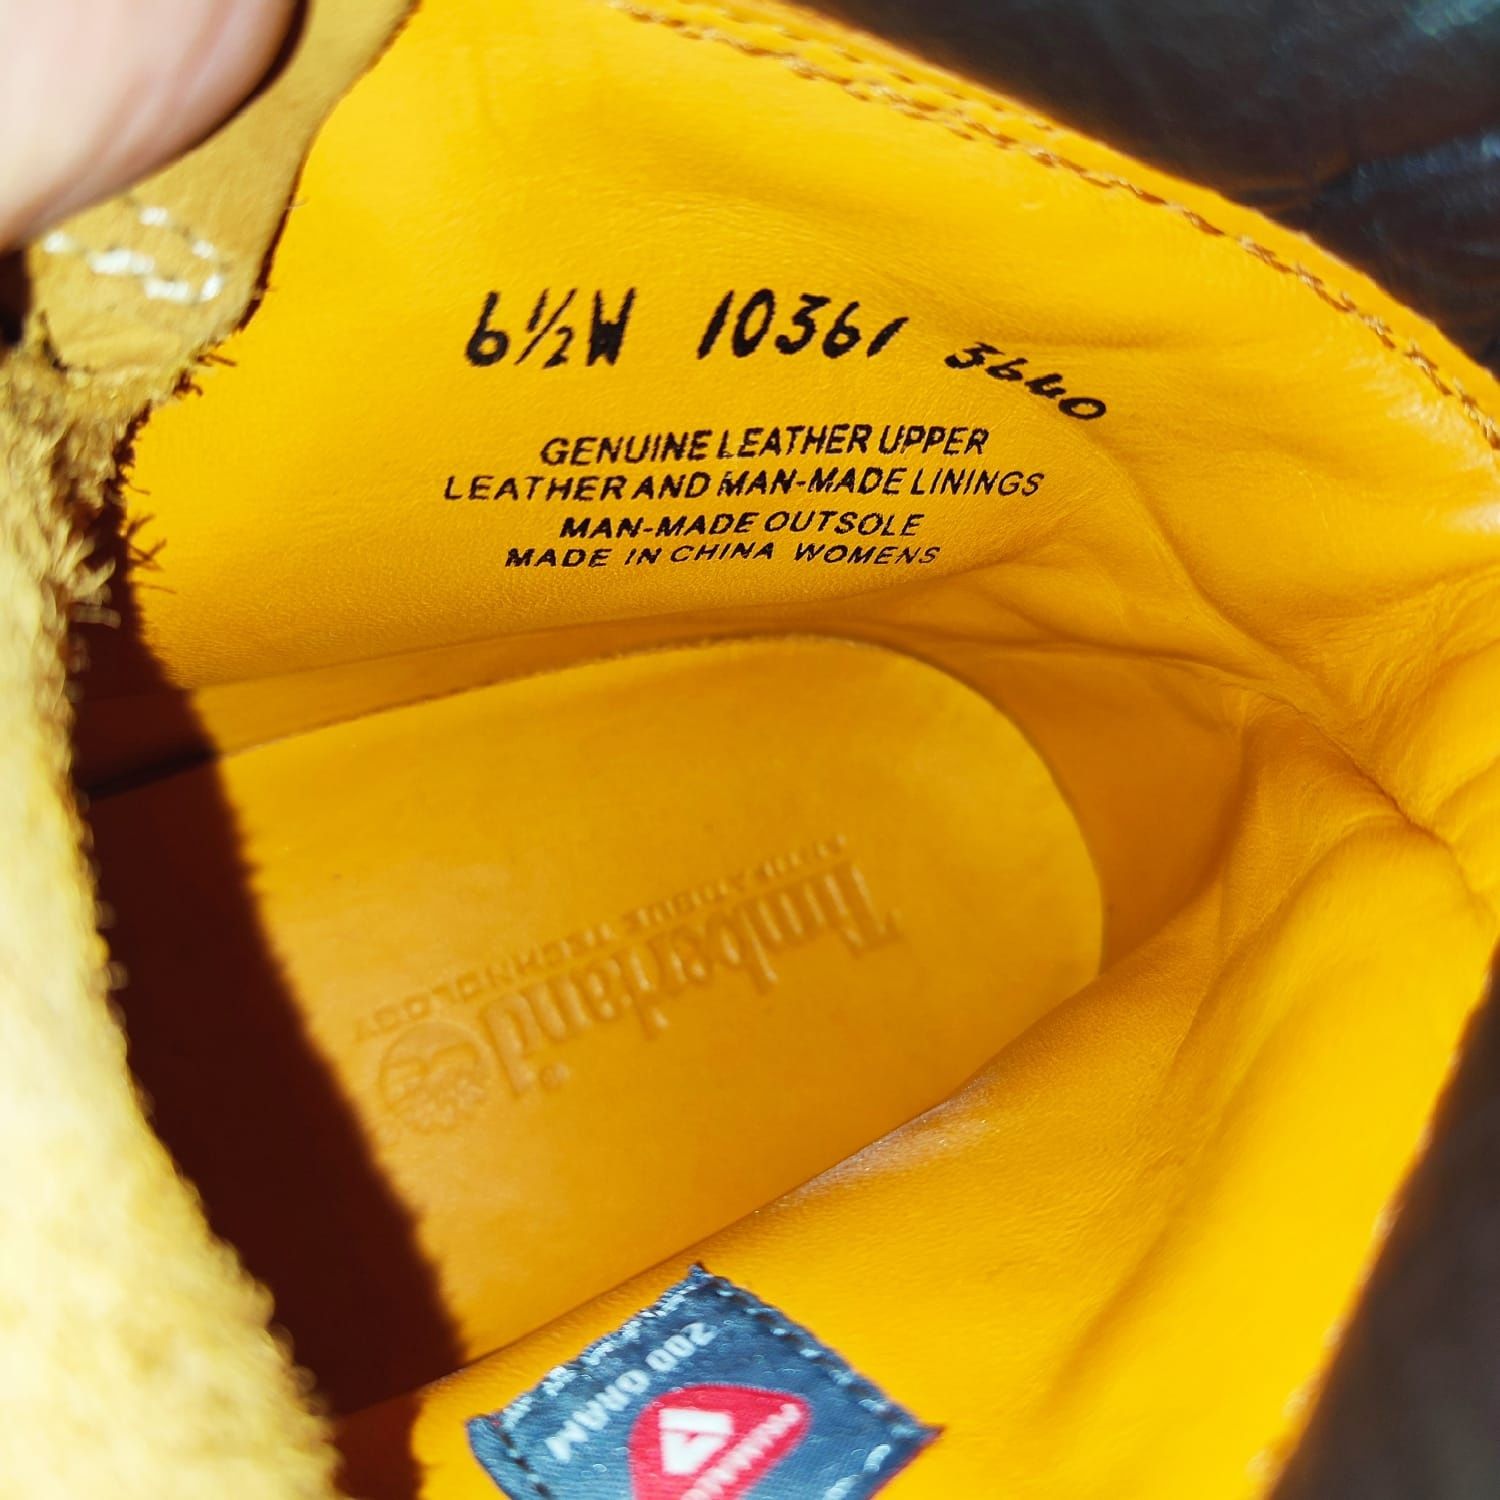 6½W 10361 3640
GENUINE LEATHER UPPER
LEATHER AND MAN-MADE LININGS
MAN-MADE OUTSOLE
MADE IN CHINA WOMENS
Timberland
TECHNOLOGY
200 GRAM